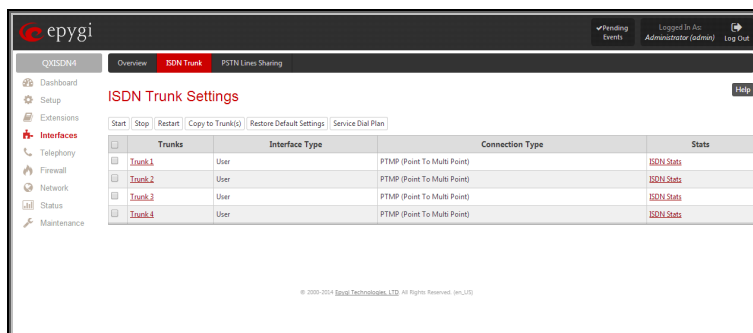 epygi
Pending Events
Logged In As: Administrator (admin)
Log Out
QXISDN4
Overview ISDN Trunk PSTN Lines Sharing
Dashboard
Setup
Extensions
Interfaces
Telephony
Firewall
Network
Status
Maintenance
Help
ISDN Trunk Settings
Start Stop Restart Copy to Trunk(s) Restore Default Settings Service Dial Plan
Trunks Interface Type Connection Type Stats
Trunk 1 User PTMP (Point To Multi Point) ISDN Stats
Trunk 2 User PTMP (Point To Multi Point) ISDN Stats
Trunk 3 User PTMP (Point To Multi Point) ISDN Stats
Trunk 4 User PTMP (Point To Multi Point) ISDN Stats
© 2000-2014 Epygi Technologies, LTD. All Rights Reserved. (en_US)